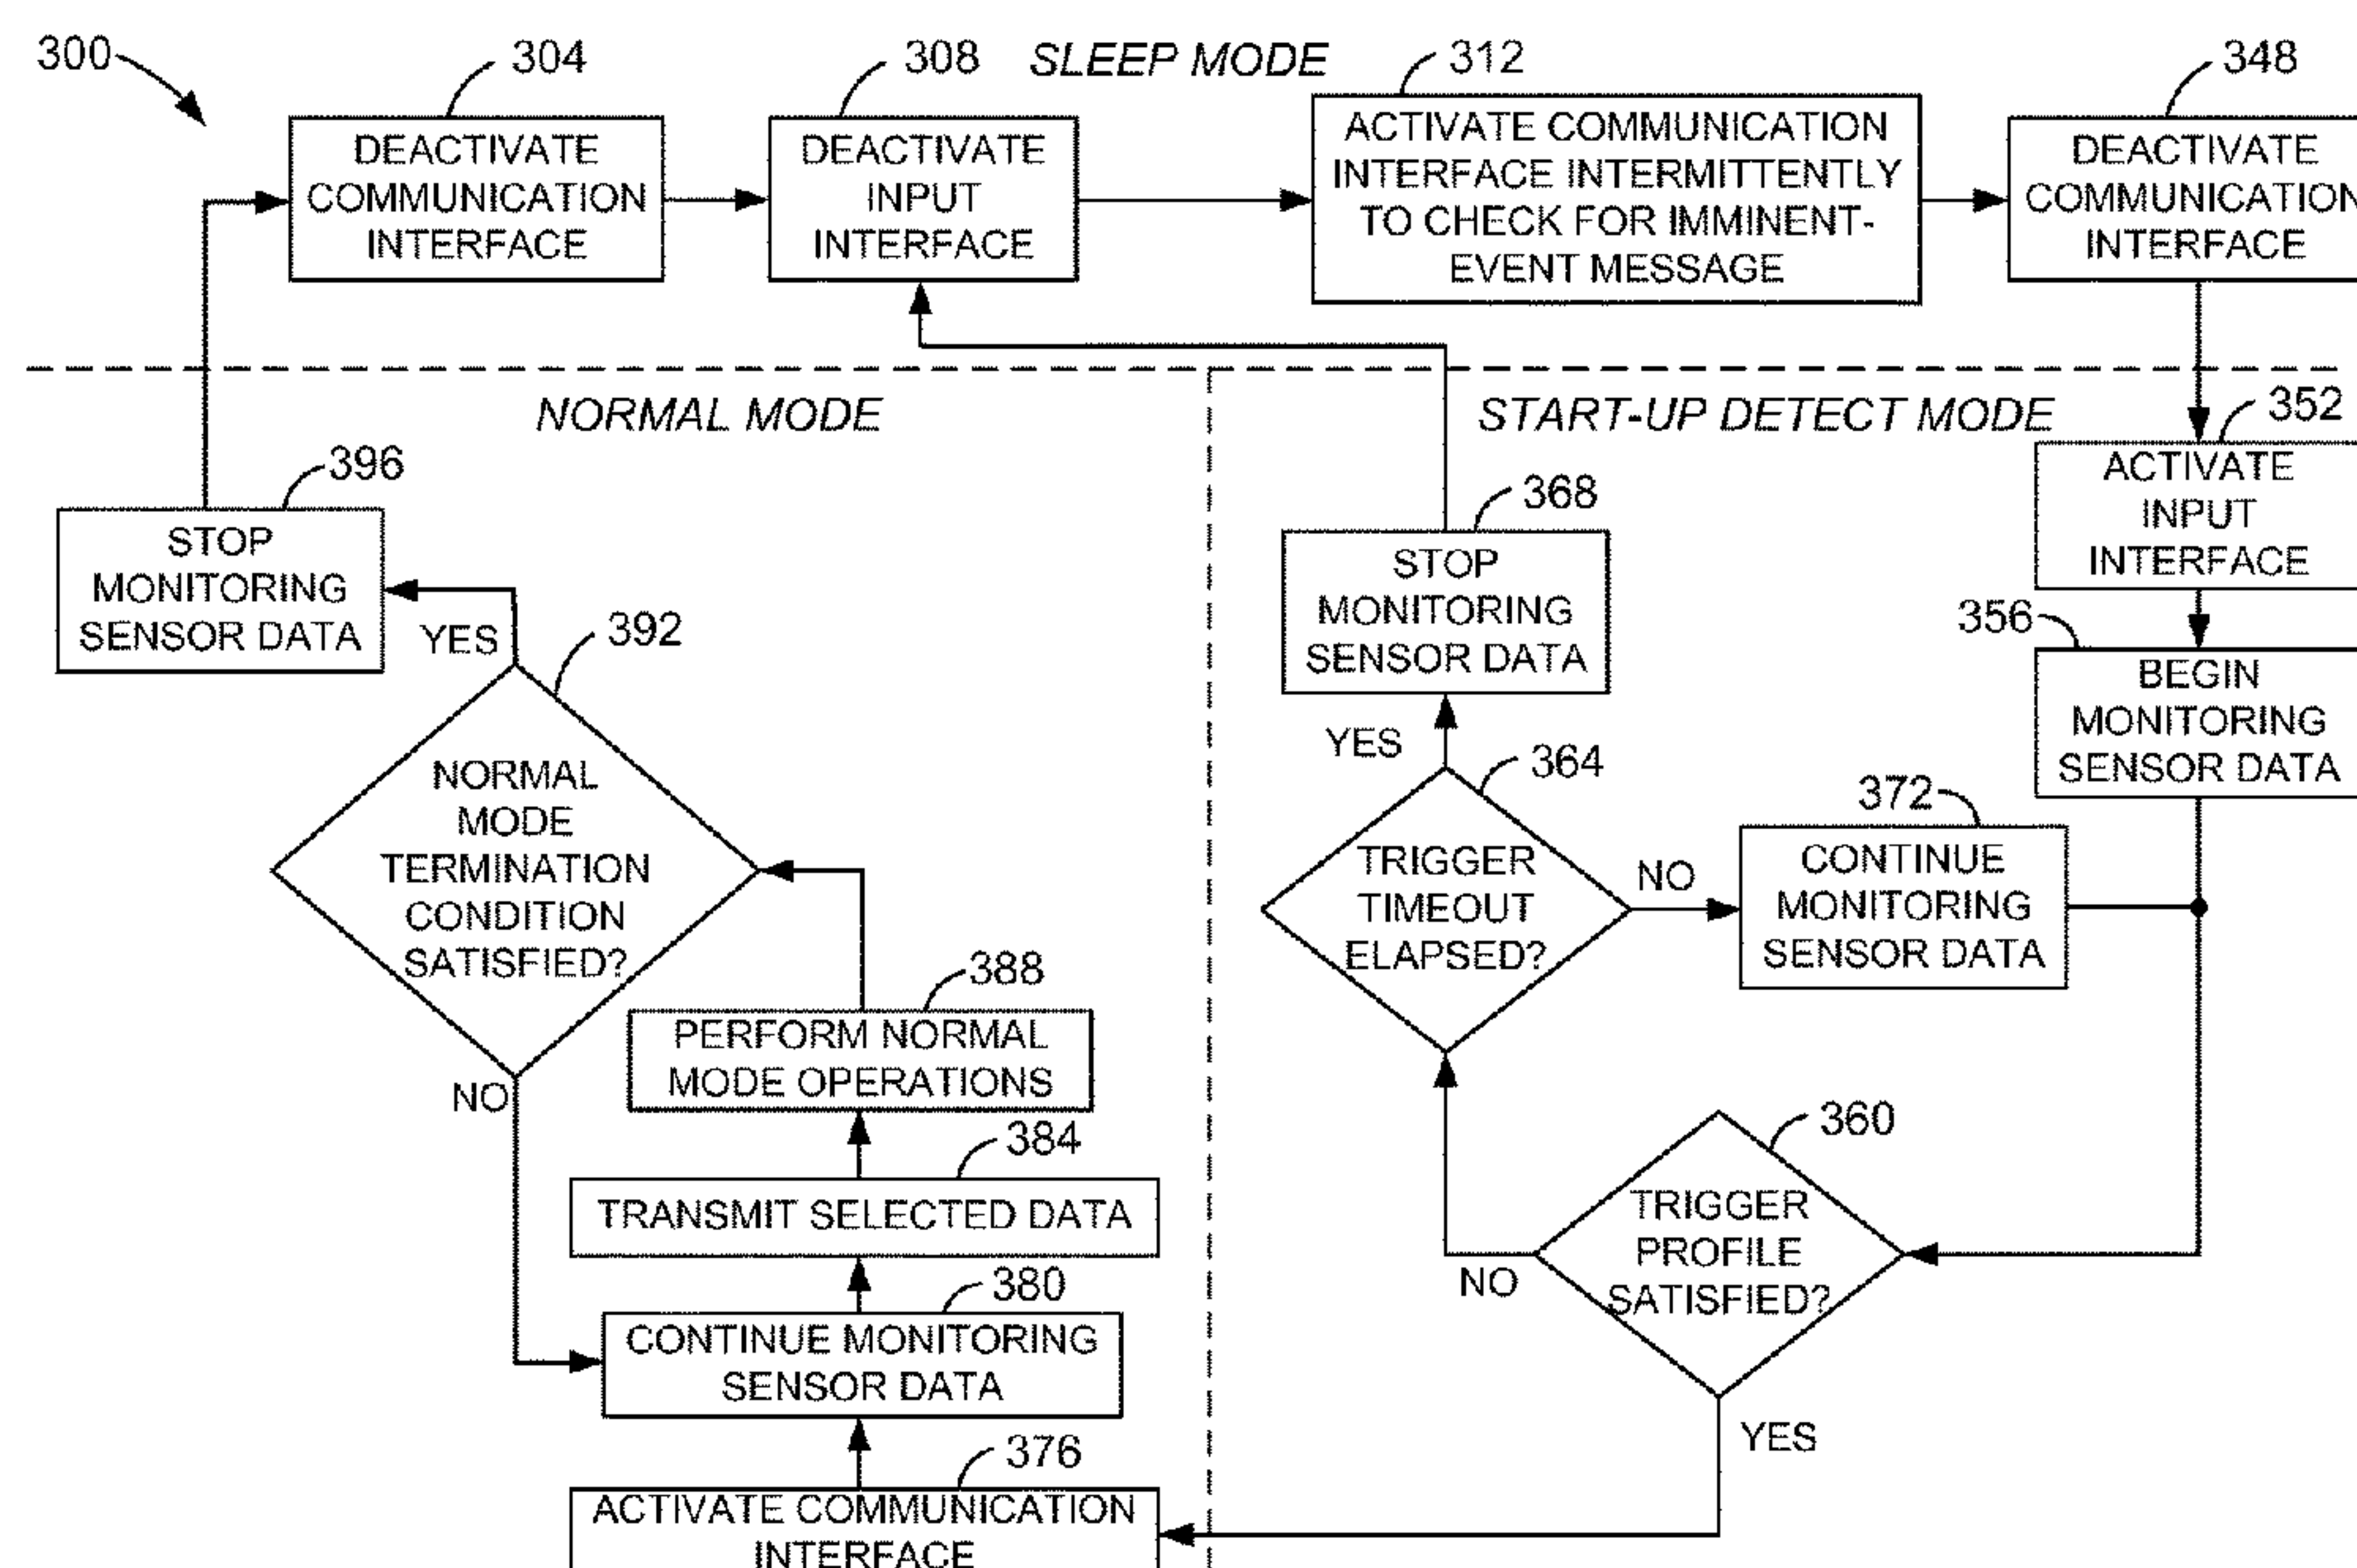 300
304
308
SLEEP MODE
312
348
DEACTIVATE
COMMUNICATION
INTERFACE
DEACTIVATE
INPUT
INTERFACE
ACTIVATE COMMUNICATION
INTERFACE INTERMITTENTLY
TO CHECK FOR IMMINENT-
EVENT MESSAGE
DEACTIVATE
COMMUNICATION
INTERFACE
NORMAL MODE
START-UP DETECT MODE
352
ACTIVATE
INPUT
INTERFACE
396
STOP
MONITORING
SENSOR DATA
YES
392
368
STOP
MONITORING
SENSOR DATA
356
BEGIN
MONITORING
SENSOR DATA
YES
364
NORMAL
MODE
TERMINATION
CONDITION
SATISFIED?
TRIGGER
TIMEOUT
ELAPSED?
NO
372
CONTINUE
MONITORING
SENSOR DATA
388
PERFORM NORMAL
MODE OPERATIONS
NO
384
TRANSMIT SELECTED DATA
360
TRIGGER
PROFILE
SATISFIED?
NO
380
CONTINUE MONITORING
SENSOR DATA
YES
376
ACTIVATE COMMUNICATION
INTERFACE